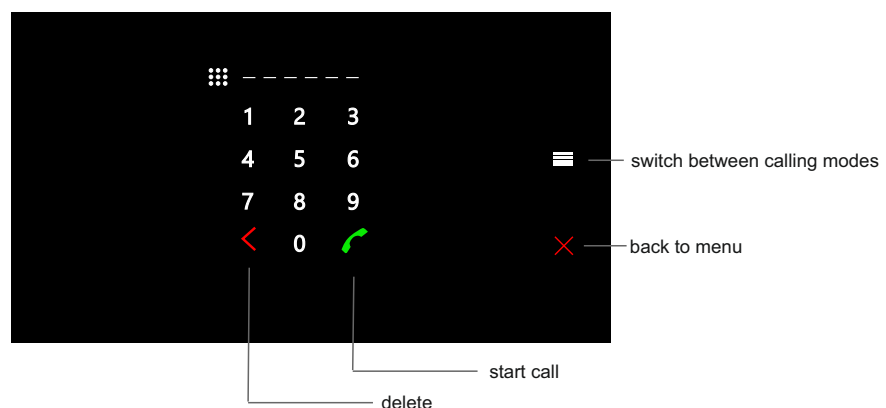 _ _ _ _ _ _
1 2 3
4 5 6
switch between calling modes
7 8 9
0
back to menu
start call
delete